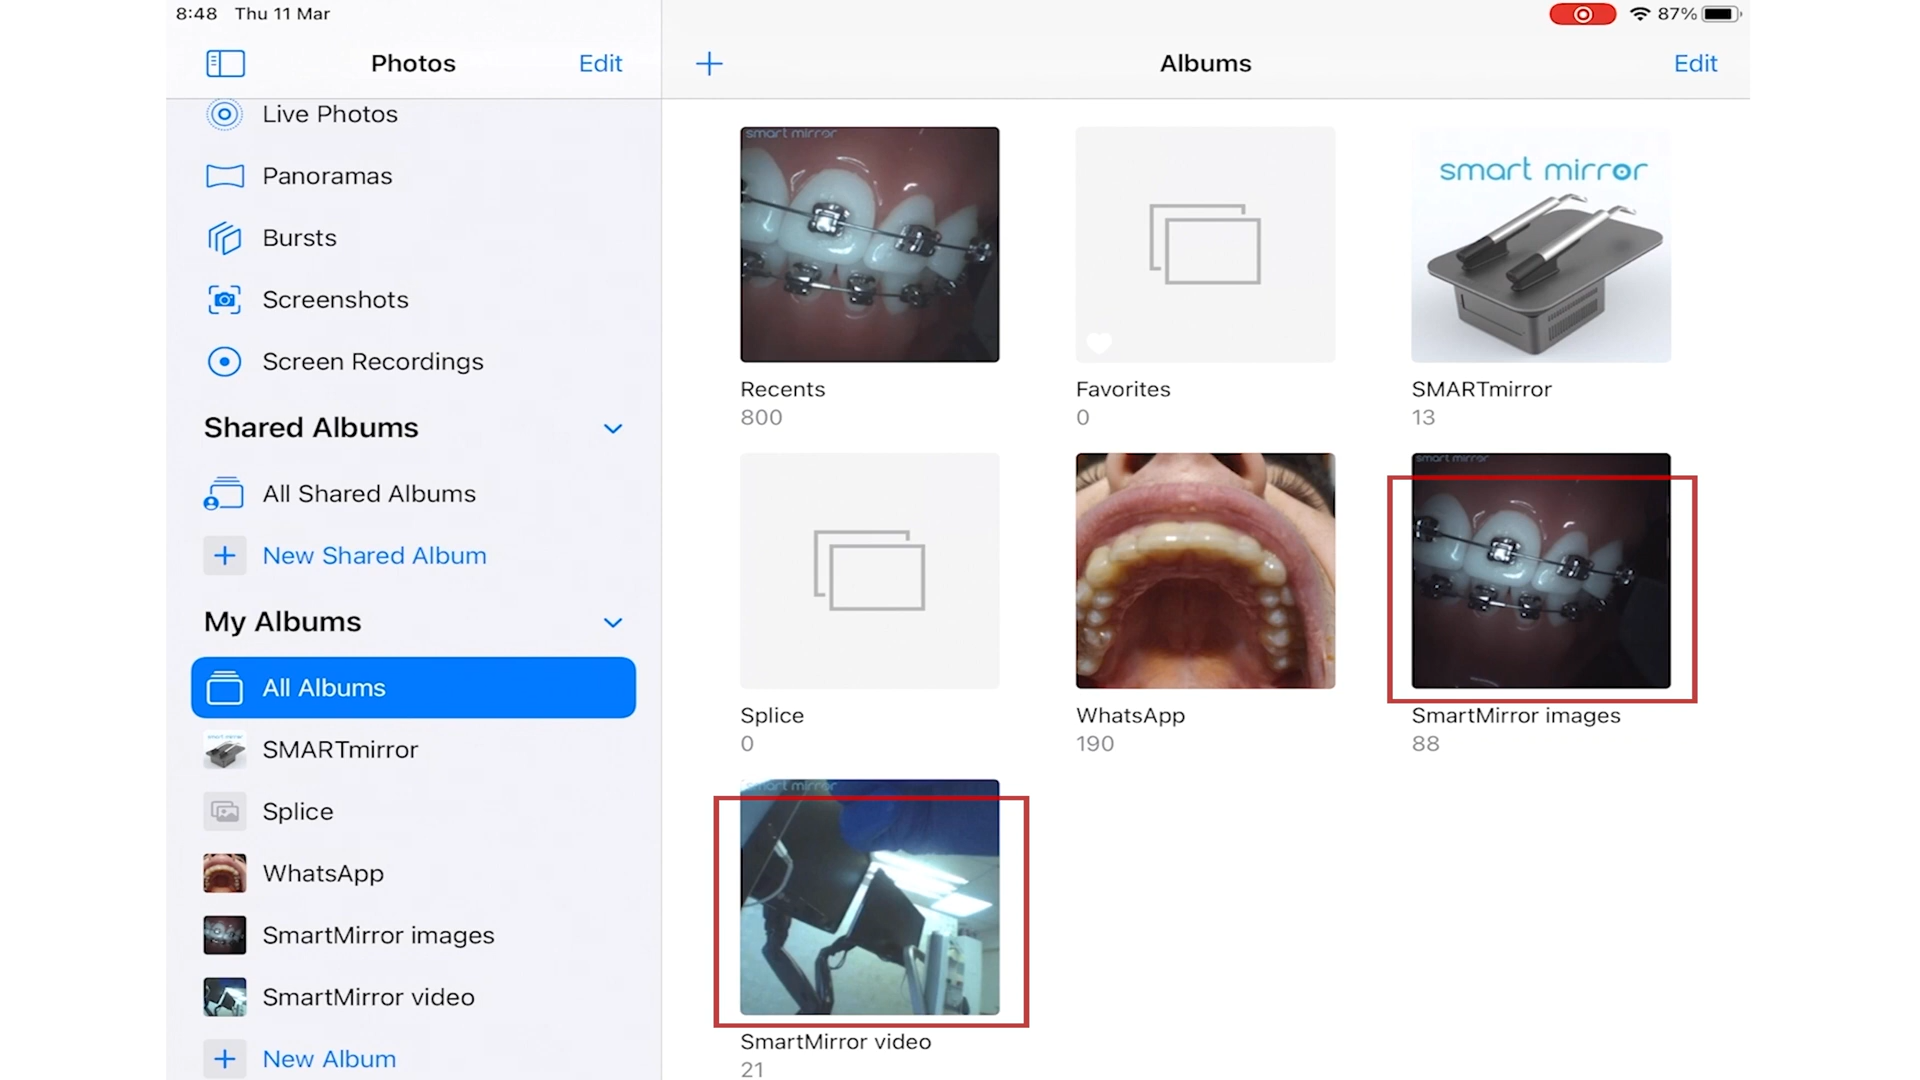 8:48 Thu 11 Mar
87%
Photos
Edit
Live Photos
Panoramas
Bursts
Screenshots
Screen Recordings
Shared Albums
All Shared Albums
New Shared Album
My Albums
All Albums
SMARTmirror
Splice
WhatsApp
SmartMirror images
SmartMirror video
New Album
Albums
Edit
smart mirror
smart mirror
Recents
800
Favorites
0
SMARTmirror
13
smart mirror
Splice
0
WhatsApp
190
SmartMirror images
88
smart mirror
SmartMirror video
21